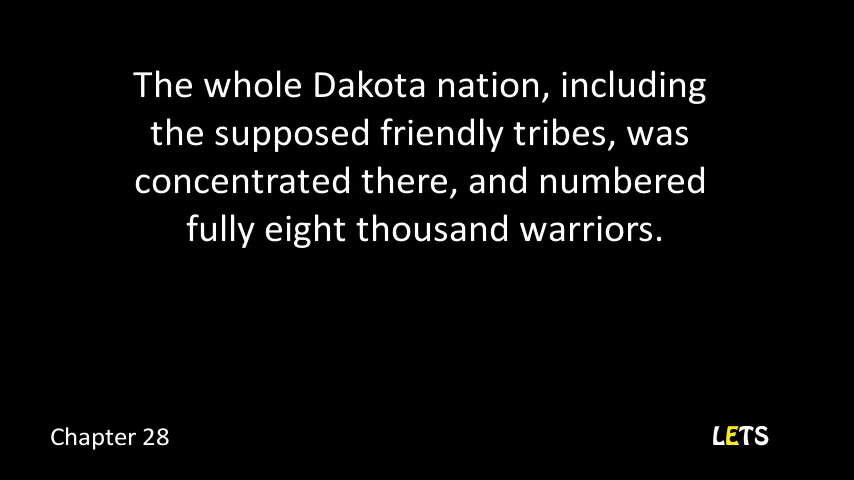 The whole Dakota nation, including
the supposed friendly tribes, was
concentrated there, and numbered
fully eight thousand warriors.
Chapter 28
LETS